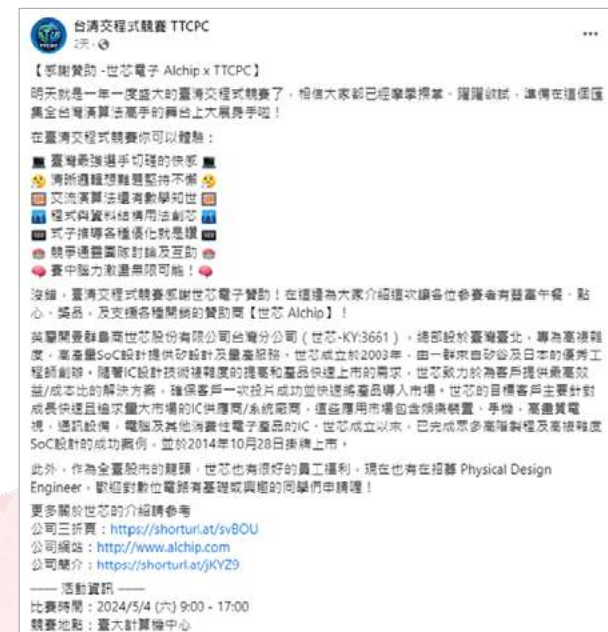 台清交程式競賽 TTCPC
2天 ·
【感謝贊助 -世芯電子 Alchip x TTCPC】
明天就是一年一度盛大的臺清交程式競賽了，相信大家都已經摩拳擦掌、躍躍欲試，準備在這個匯
集全台灣演算法高手的舞台上大展身手啦！
在臺清交程式競賽你可以體驗：
臺灣最強選手切磋的快感
清晰邏輯想難題堅持不懈
交流演算法還有數學知世
程式與資料結構用法創芯
式子推導各種優化就是讚
競爭通靈團隊討論及互助
賽中腦力激盪無限可能！
沒錯，臺清交程式競賽感謝世芯電子贊助！在這邊為大家介紹這次讓各位參賽者有豐富午餐、點
心、獎品，及支援各種開銷的贊助商【世芯 Alchip】！
英屬開曼群島商世芯股份有限公司台灣分公司（世芯-KY:3661），總部設於臺灣臺北，專為高複雜
度、高產量SoC設計提供矽設計及量產服務。世芯成立於2003年，由一群來自矽谷及日本的優秀工
程師創辦。隨著IC設計技術複雜度的提高和產品快速上市的需求，世芯致力於為客戶提供最高效
益/成本比的解決方案，確保客戶一次投片成功並快速將產品導入市場。世芯的目標客戶主要針對
成長快速且追求量大市場的IC供應商/系統廠商，這些應用市場包含娛樂裝置、手機，高畫質電
視，通訊設備，電腦及其他消費性電子產品的IC。世芯成立以來，已完成眾多高階製程及高複雜度
SoC設計的成功案例，並於2014年10月28日掛牌上市。
此外，作為全臺股市的龍頭，世芯也有很好的員工福利，現在也有在招募 Physical Design
Engineer，歡迎對數位電路有基礎或興趣的同學們申請喔！
更多關於世芯的介紹請參考
公司三折頁：https://shorturl.at/svBOU
公司網站：http://www.alchip.com
公司簡介：https://shorturl.at/jKYZ9
—— 活動資訊 ——
比賽時間：2024/5/4 (六) 9:00 - 17:00
競賽地點：臺大計算機中心